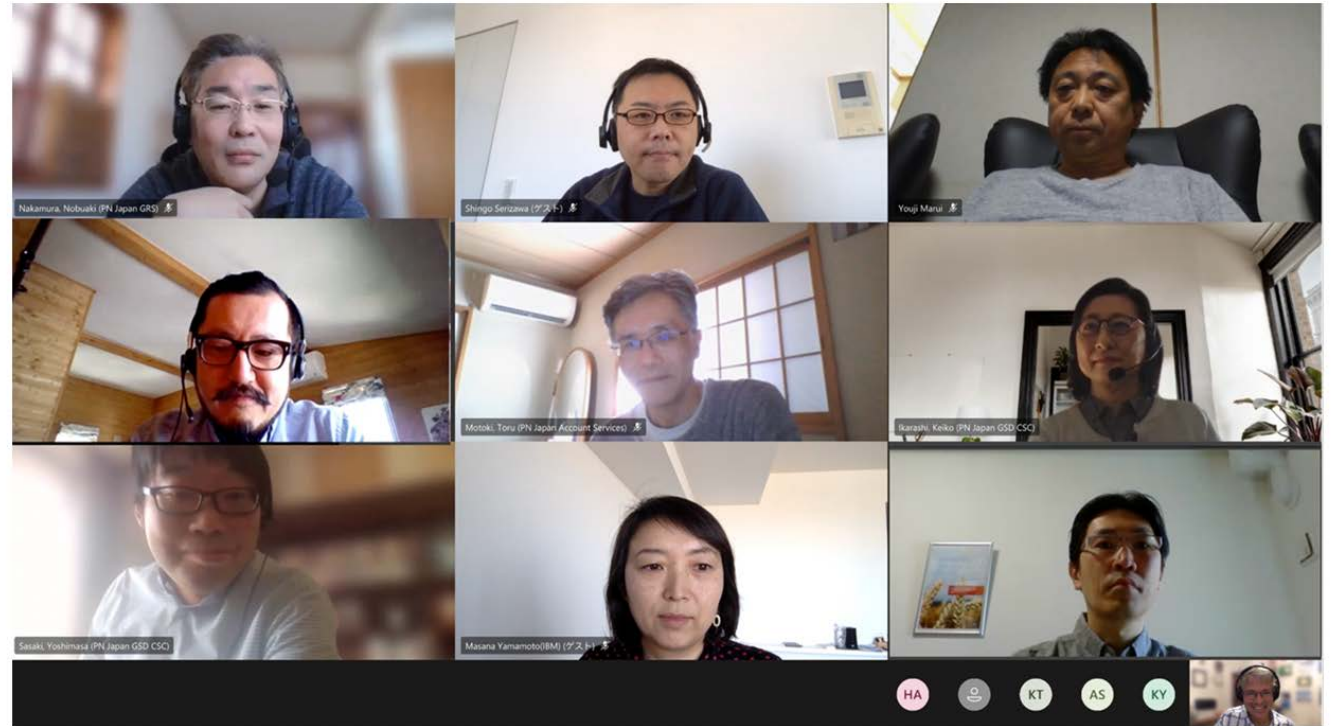 Nakamura, Nobuaki (PN Japan GRS)
Shingo Serizawa (ゲスト)
Youji Marui
Motoki, Toru (PN Japan Account Services)
Ikarashi, Keiko (PN Japan GSD CSC)
Sasaki, Yoshimasa (PN Japan GSD CSC)
Masana Yamamoto(IBM) (ゲスト)
HA
KT
AS
KY